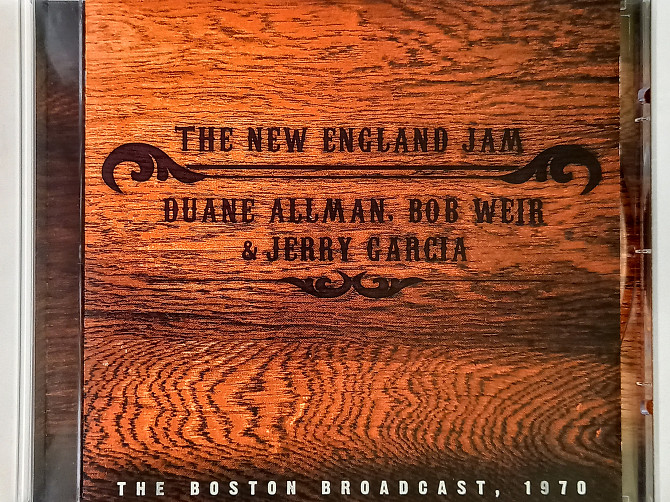 THE NEW ENGLAND JAM
DUANE ALLMAN, BOB WEIR
& JERRY GARCIA
THE BOSTON BROADCAST, 1970